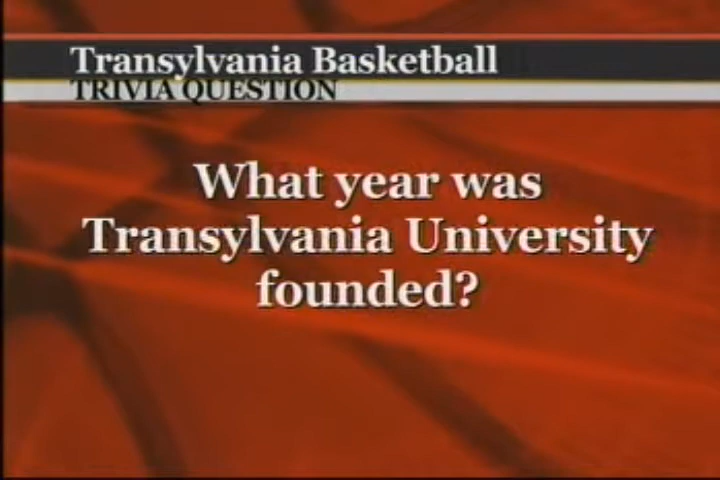 Transylvania Basketball
TRIVIA QUESTION
What year was
Transylvania University
founded?